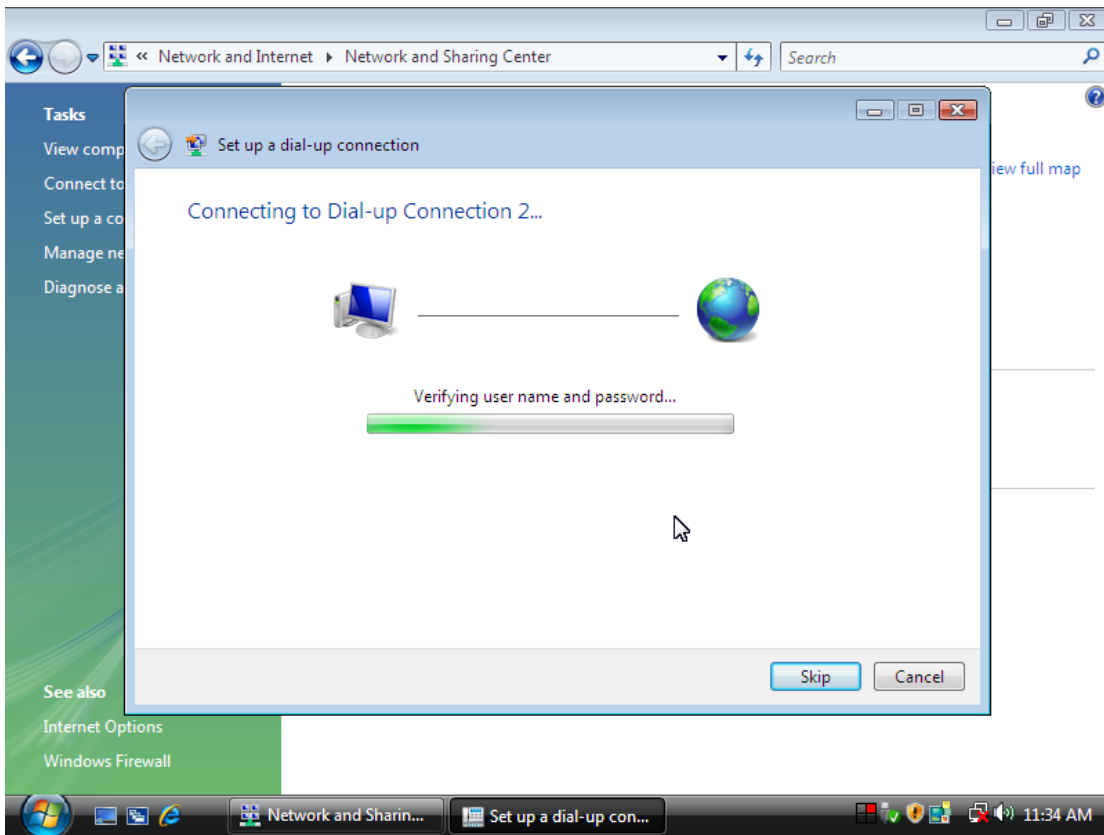 « Network and Internet ▸ Network and Sharing Center
Search
Tasks
View comp
Connect to
Set up a co
Manage ne
Diagnose a
iew full map
Set up a dial-up connection
Connecting to Dial-up Connection 2...
Verifying user name and password...
Skip
Cancel
See also
Internet Options
Windows Firewall
Network and Sharin...
Set up a dial-up con...
11:34 AM